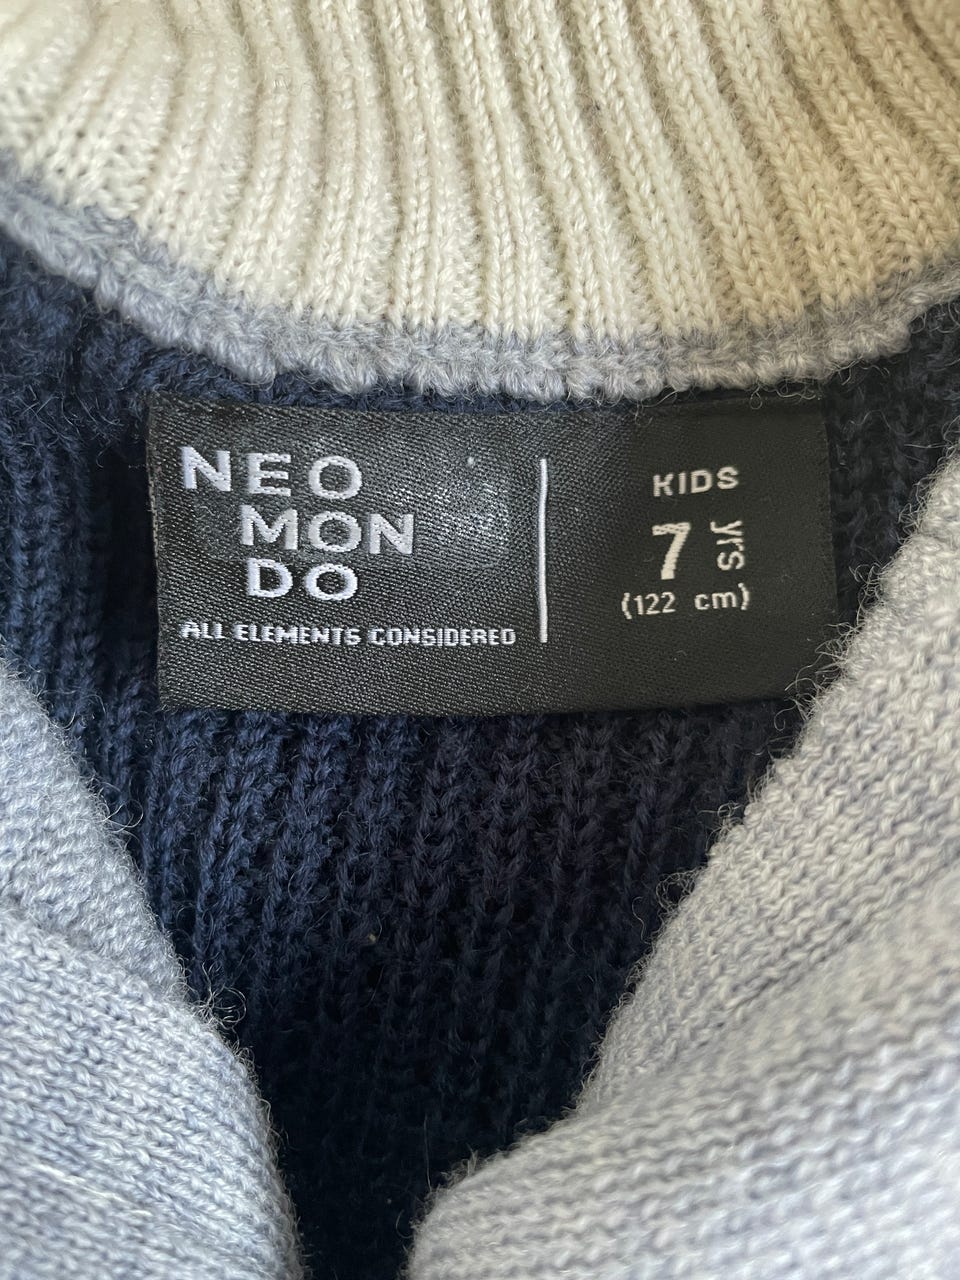 NEO
MON
DO
ALL ELEMENTS CONSIDERED
KIDS
7 yrs
(122 cm)